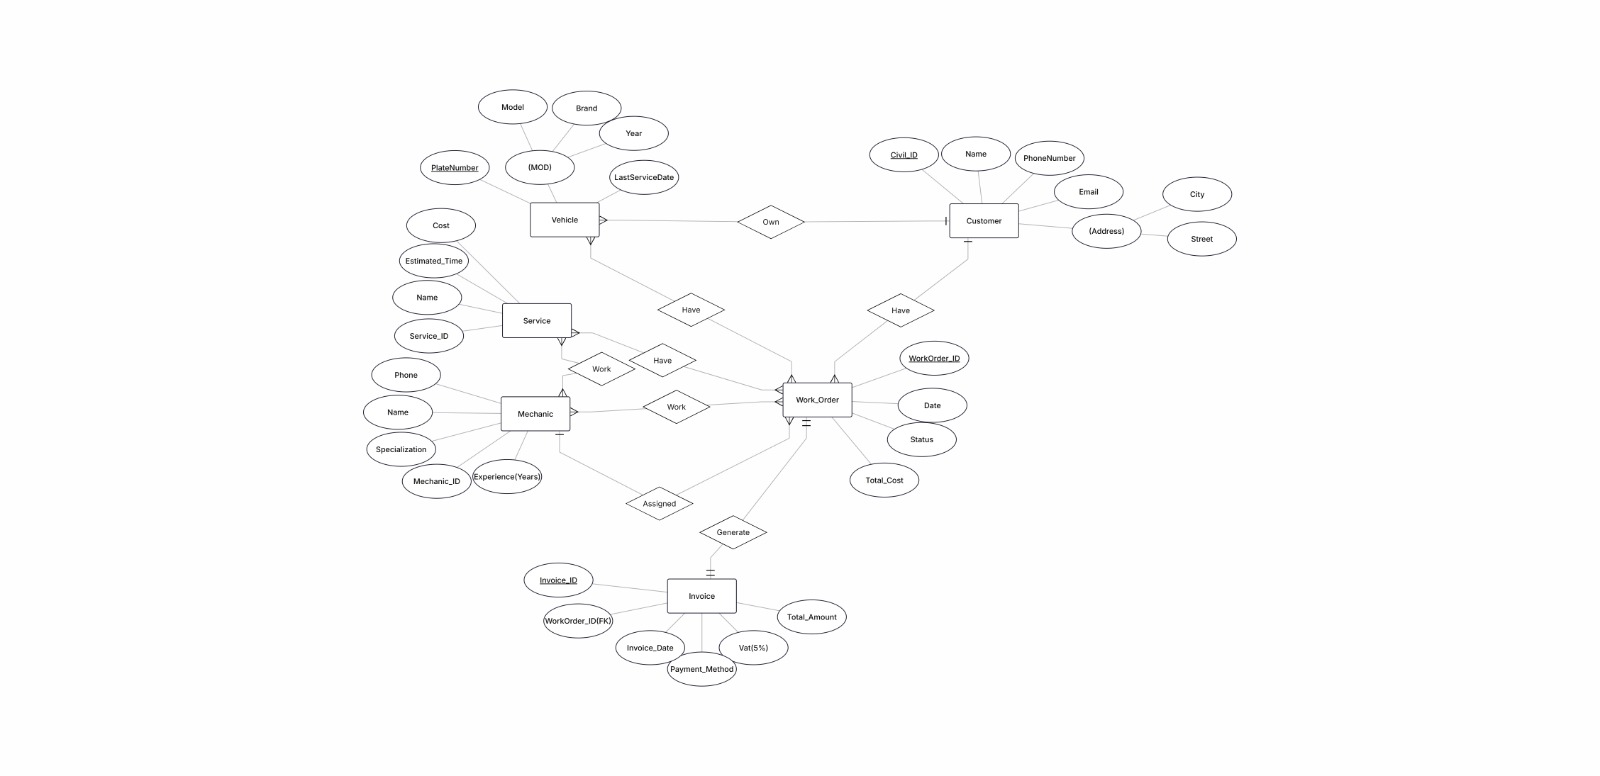 Model
Brand
Year
PlateNumber
(MOD)
LastServiceDate
Vehicle
Own
Civil_ID
Name
PhoneNumber
Email
Customer
(Address)
City
Street
Cost
Estimated_Time
Name
Service_ID
Service
Have
Have
Have
Work
Phone
Name
Specialization
Mechanic_ID
Experience(Years)
Mechanic
Work
Work_Order
WorkOrder_ID
Date
Status
Total_Cost
Assigned
Generate
Invoice_ID
WorkOrder_ID(FK)
Invoice
Invoice_Date
Payment_Method
Vat(5%)
Total_Amount